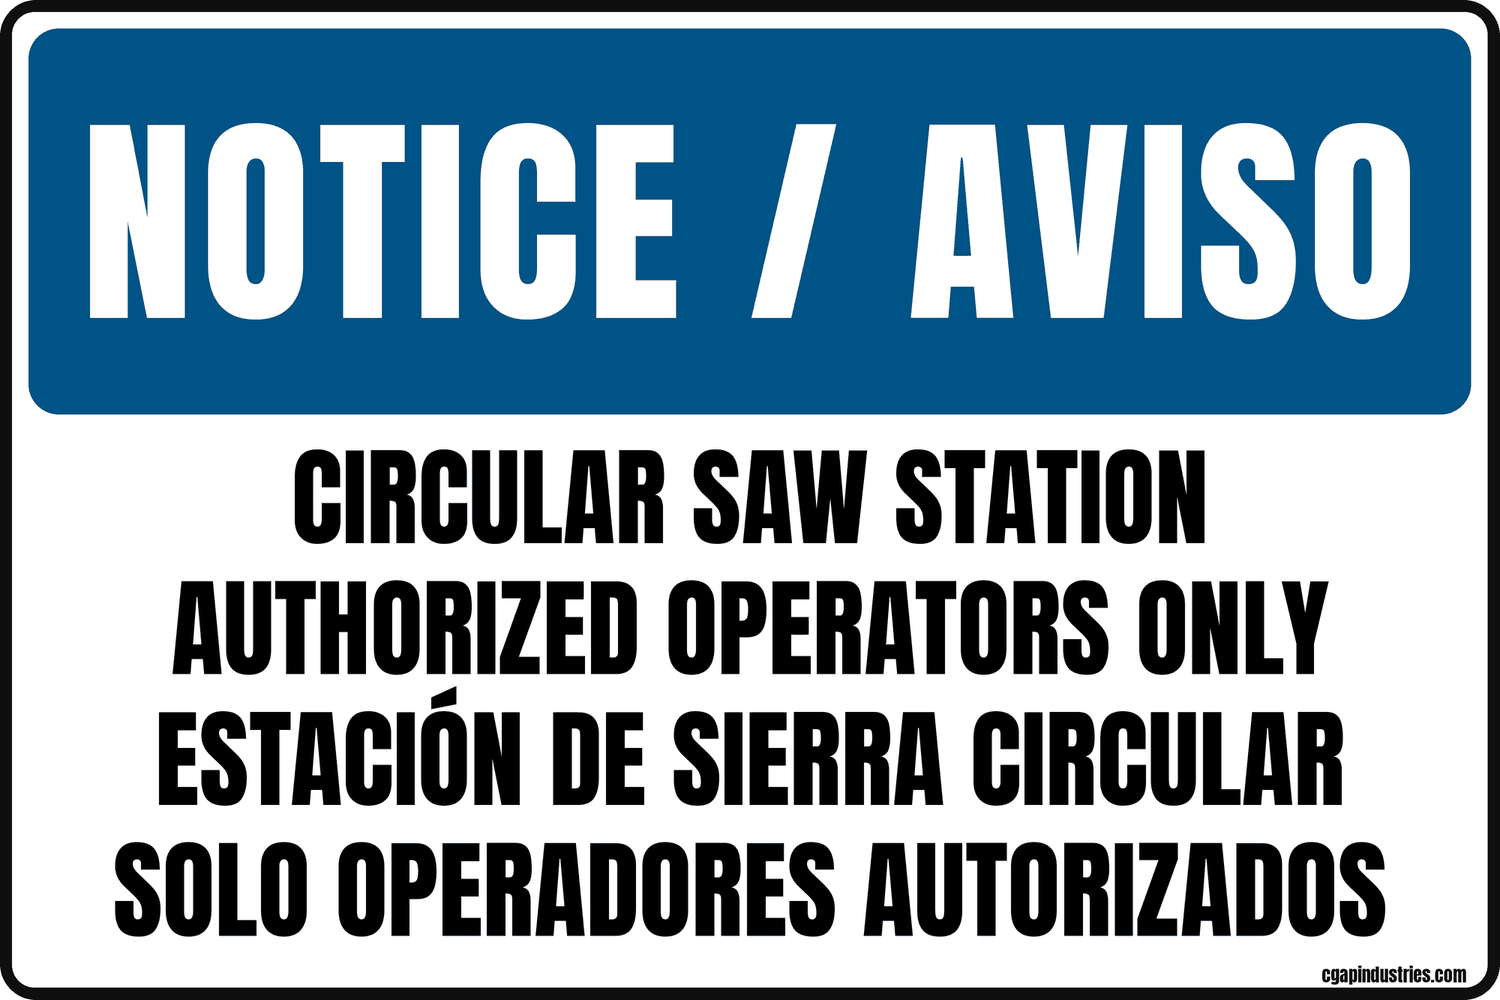 NOTICE / AVISO
CIRCULAR SAW STATION
AUTHORIZED OPERATORS ONLY
ESTACIÓN DE SIERRA CIRCULAR
SOLO OPERADORES AUTORIZADOS
cgapindustries.com